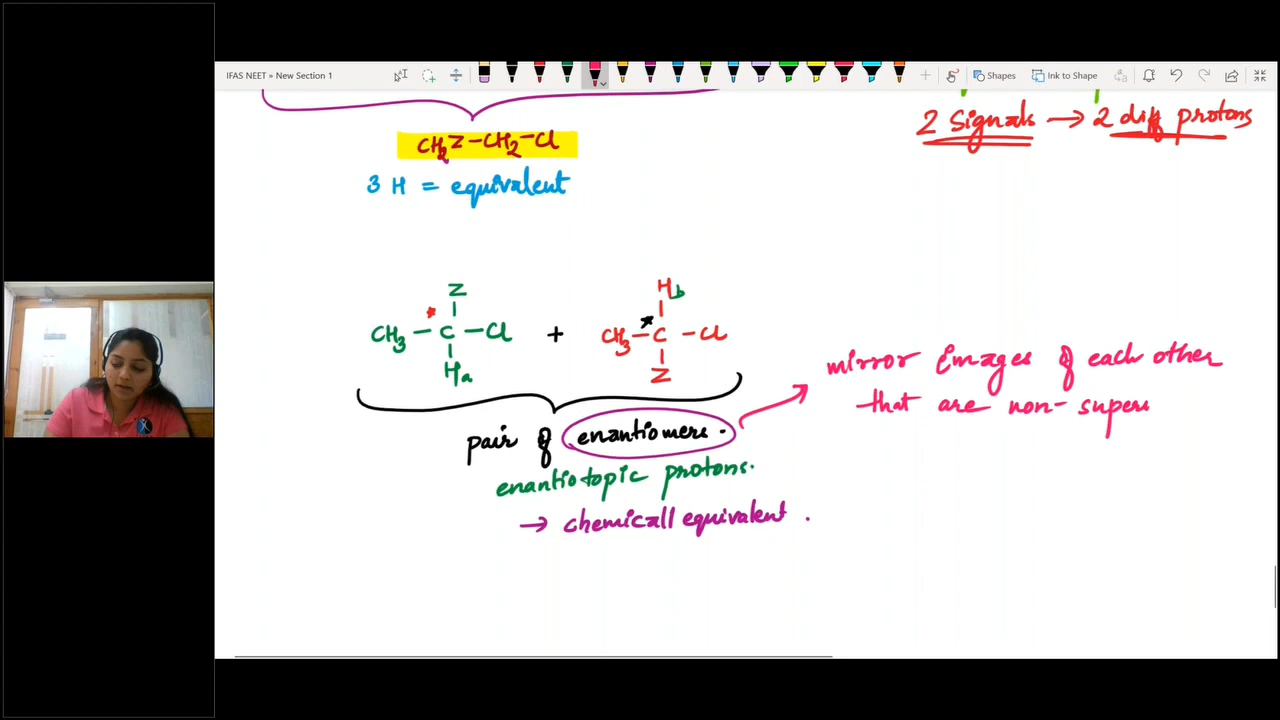 IFAS NEET » New Section 1
Shapes
Ink to Shape
2 Signals → 2 diff protons
CH2Z-CH2-Cl
3 H = equivalent
Z Hb
CH3 - C - Cl + CH3 - C - Cl
Ha Z
mirror images of each other
that are non-supers
pair of enantiomers.
enantiotopic protons.
→ chemicall equivalent.